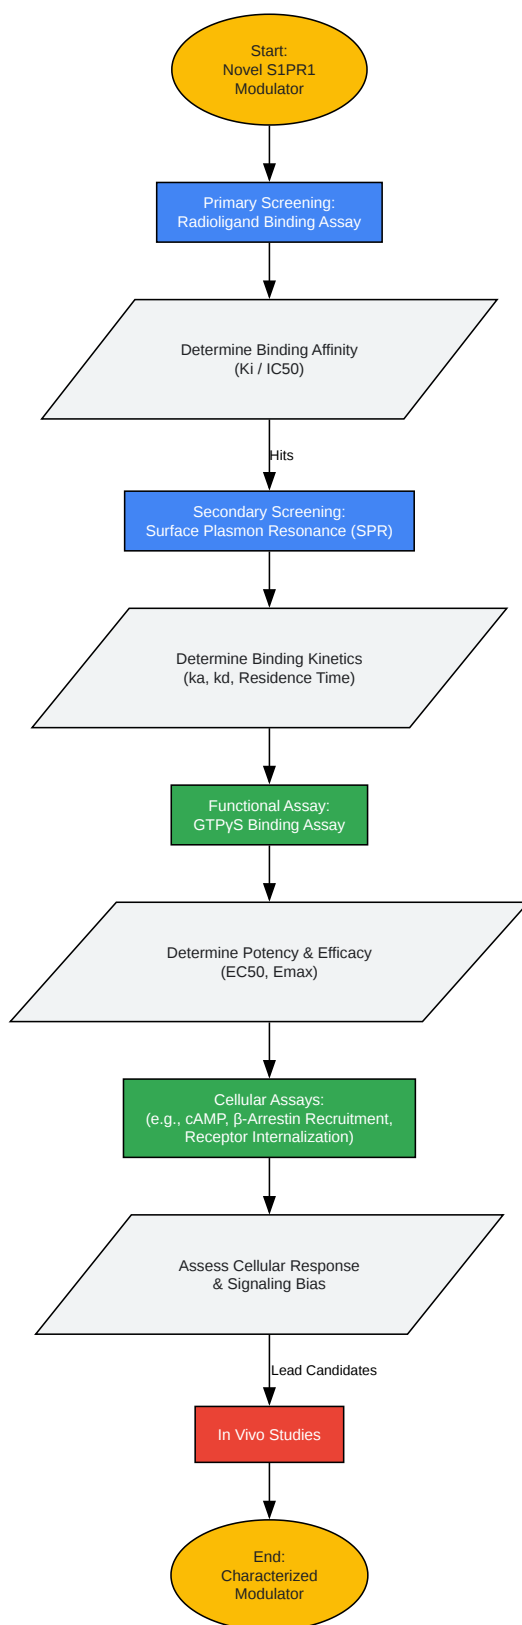 Start:
Novel S1PR1
Modulator
Primary Screening:
Radioligand Binding Assay
Determine Binding Affinity
(Ki / IC50)
Hits
Secondary Screening:
Surface Plasmon Resonance (SPR)
Determine Binding Kinetics
(ka, kd, Residence Time)
Functional Assay:
GTPγS Binding Assay
Determine Potency & Efficacy
(EC50, Emax)
Cellular Assays:
(e.g., cAMP, β-Arrestin Recruitment,
Receptor Internalization)
Assess Cellular Response
& Signaling Bias
Lead Candidates
In Vivo Studies
End:
Characterized
Modulator